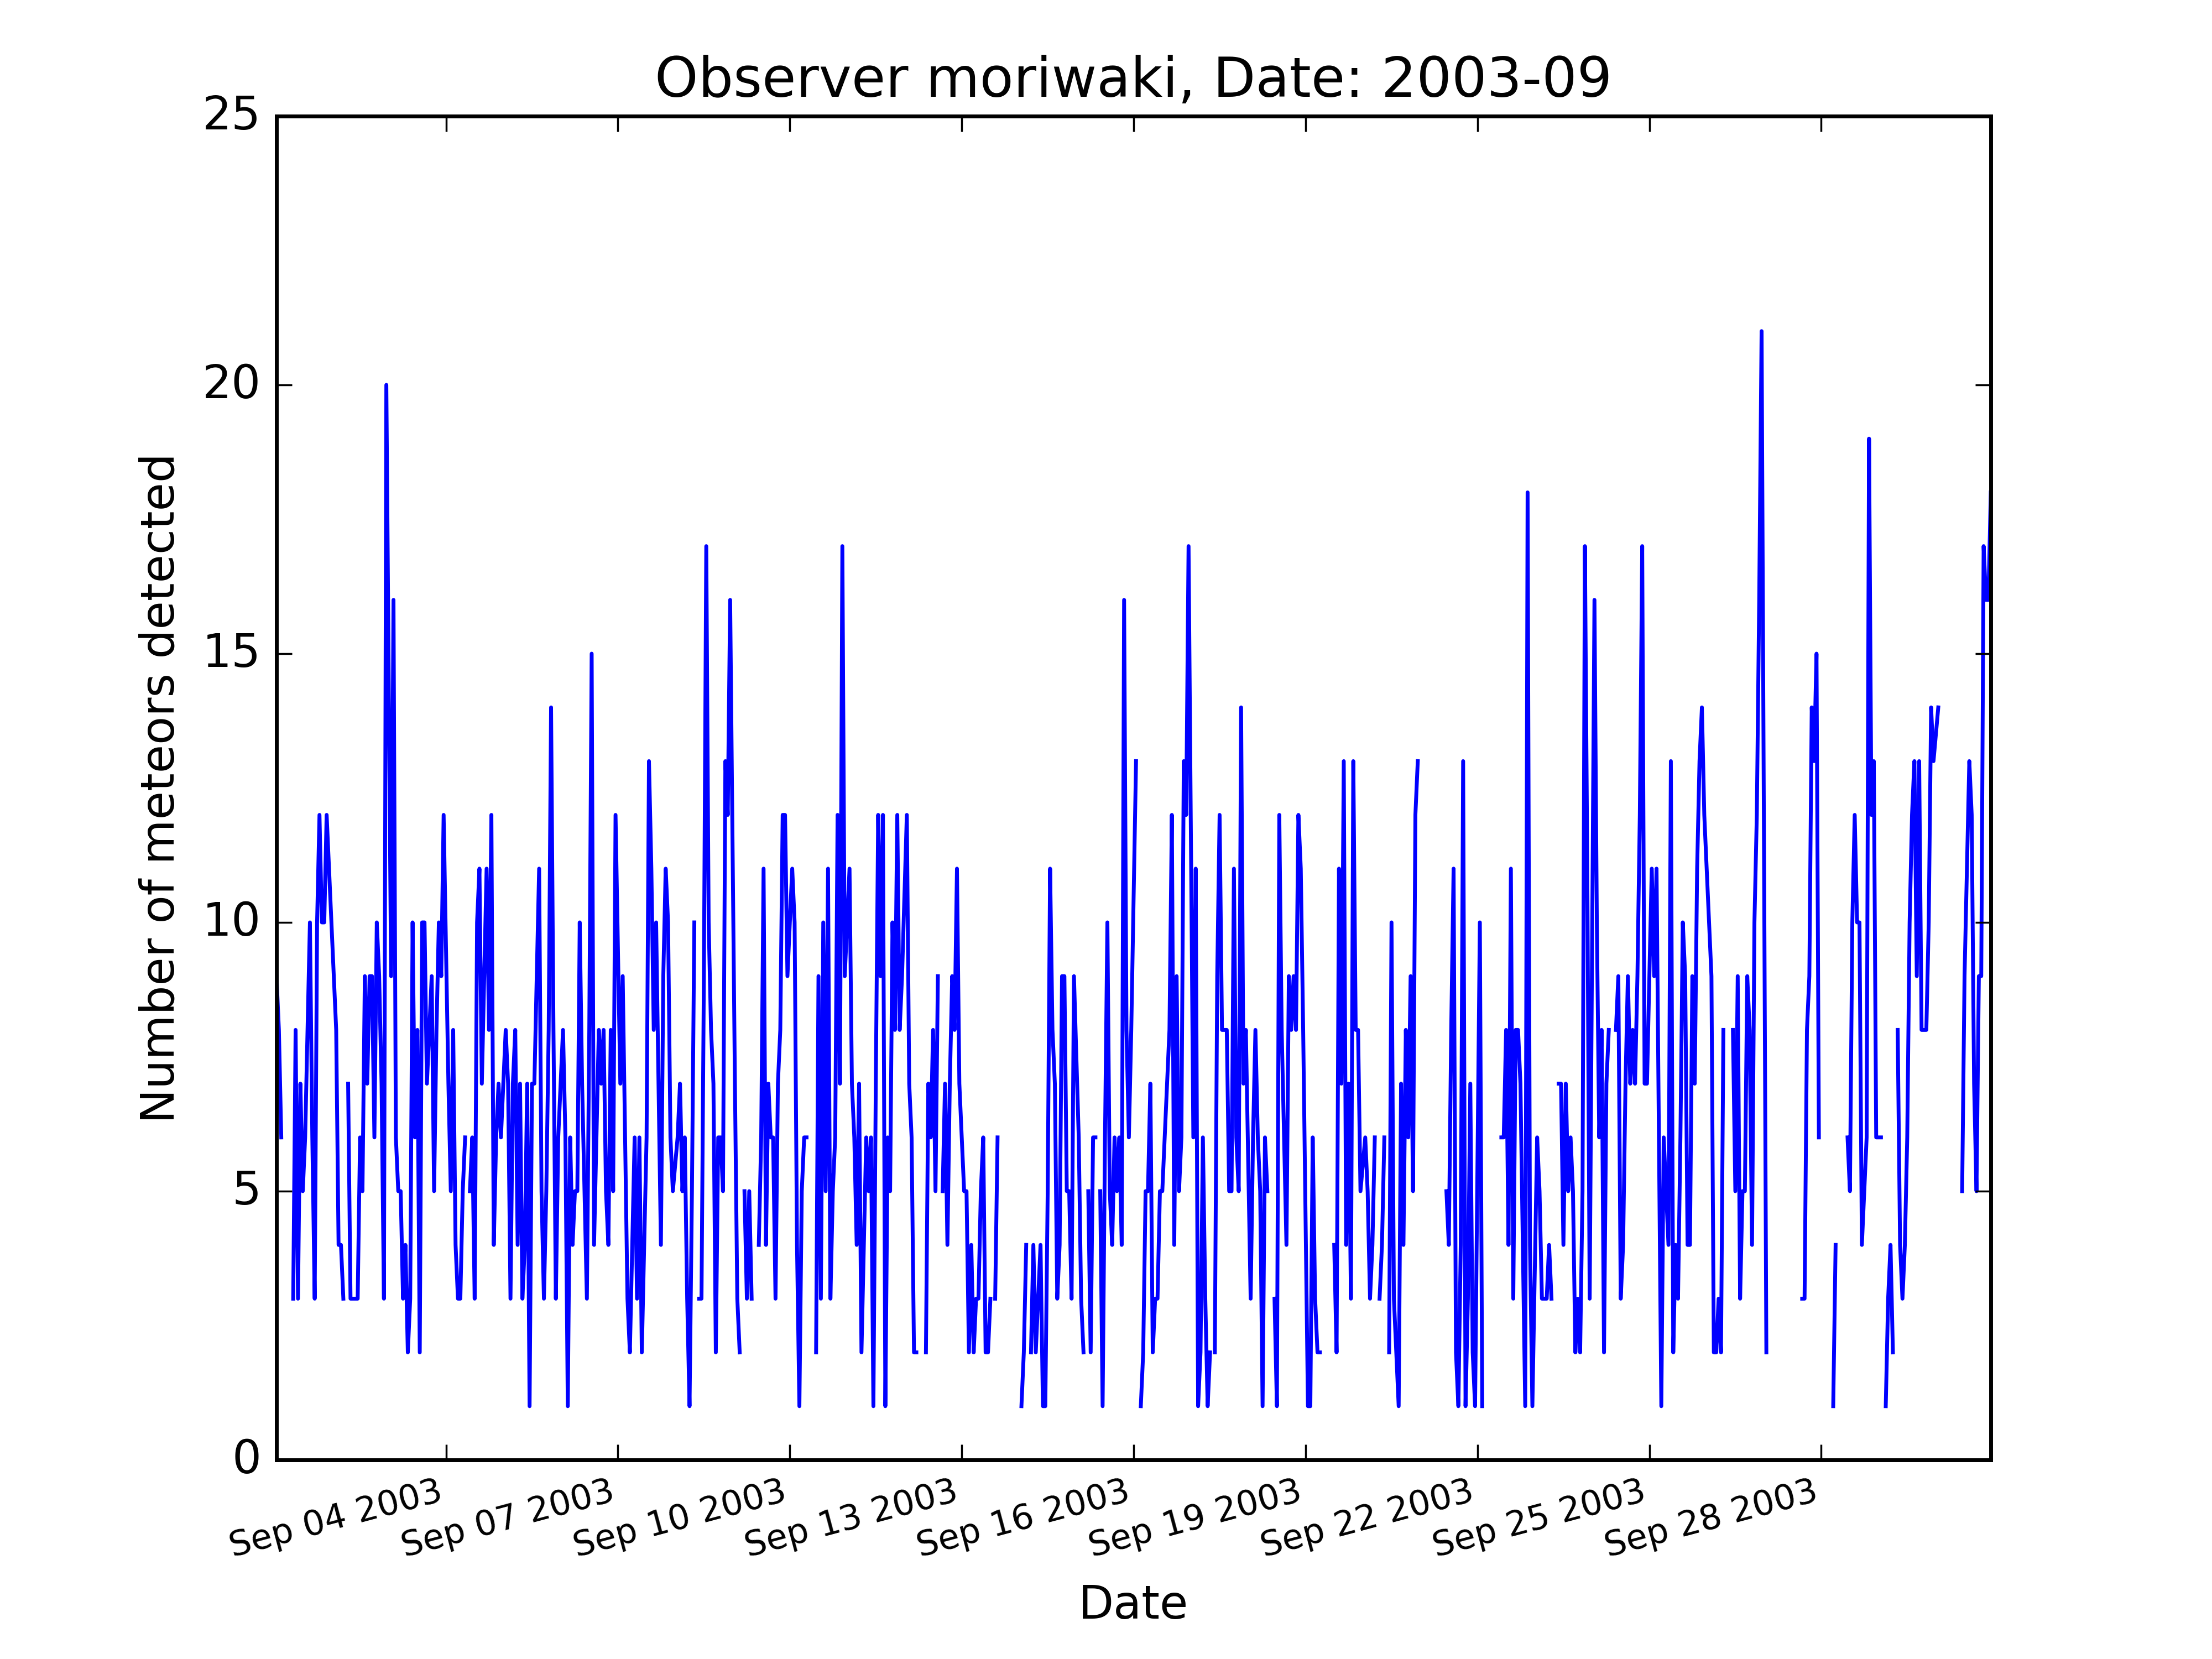 Observer moriwaki, Date: 2003-09
25
20
15
10
5
0
Number of meteors detected
Sep 04 2003
Sep 07 2003
Sep 10 2003
Sep 13 2003
Sep 16 2003
Sep 19 2003
Sep 22 2003
Sep 25 2003
Sep 28 2003
Date